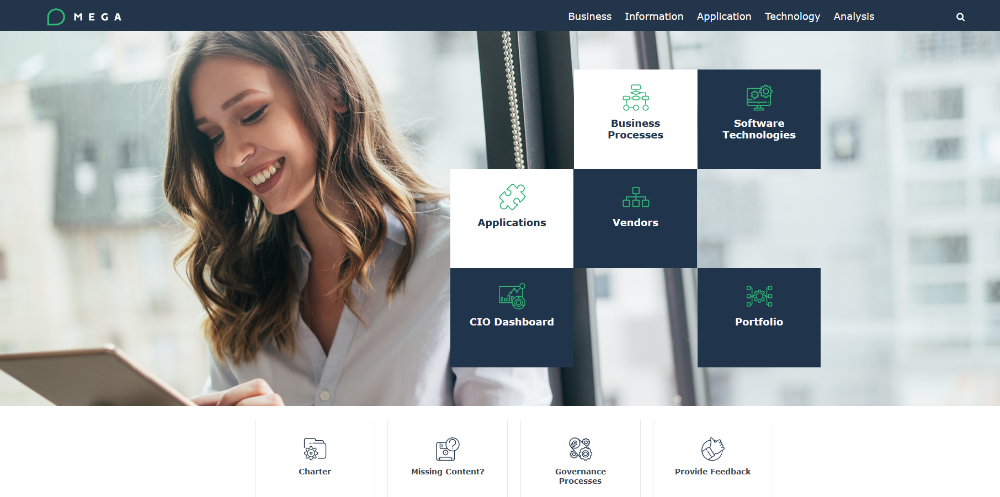 MEGA
Business
Information
Application
Technology
Analysis
Business
Processes
Software
Technologies
Applications
Vendors
CIO Dashboard
Portfolio
Charter
Missing Content?
Governance
Processes
Provide Feedback